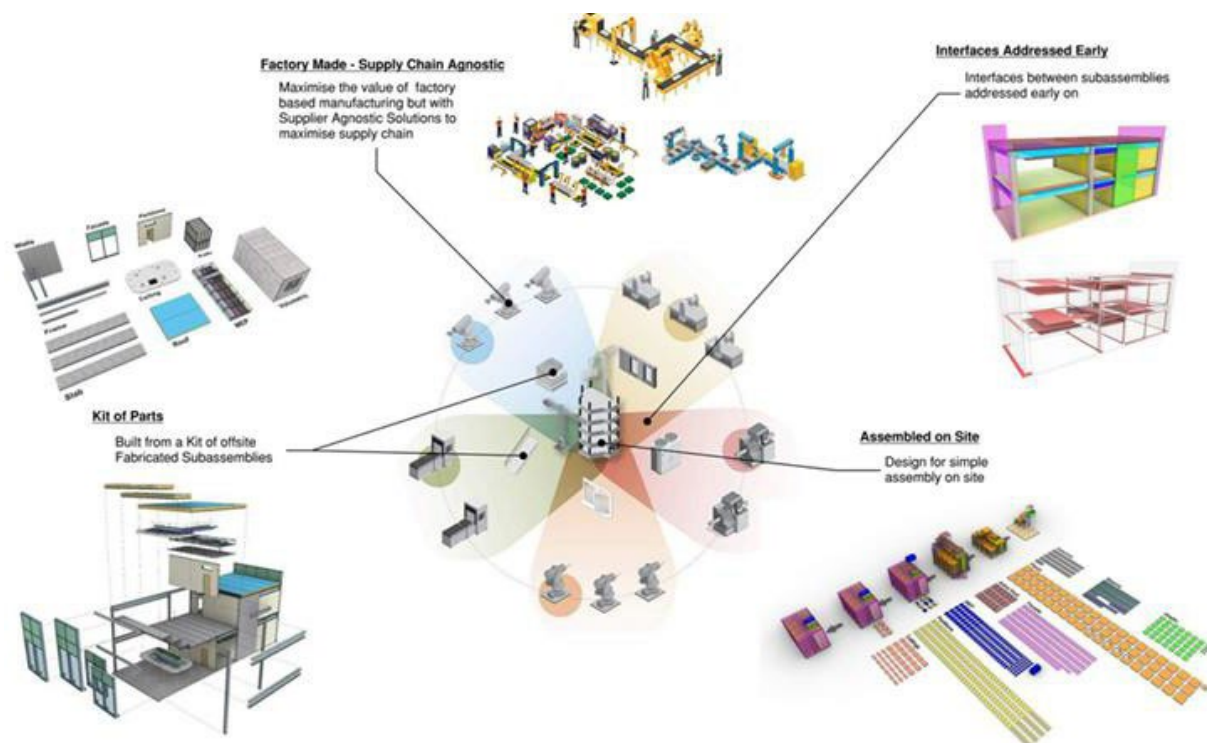 Factory Made - Supply Chain Agnostic
Maximise the value of factory
based manufacturing but with
Supplier Agnostic Solutions to
maximise supply chain
Interfaces Addressed Early
Interfaces between subassemblies
addressed early on
Walls
Facade
Partitions
Ceiling
Volumetric
Frame
Roof
MEP
Slab
Kit of Parts
Built from a Kit of offsite
Fabricated Subassemblies
Assembled on Site
Design for simple
assembly on site